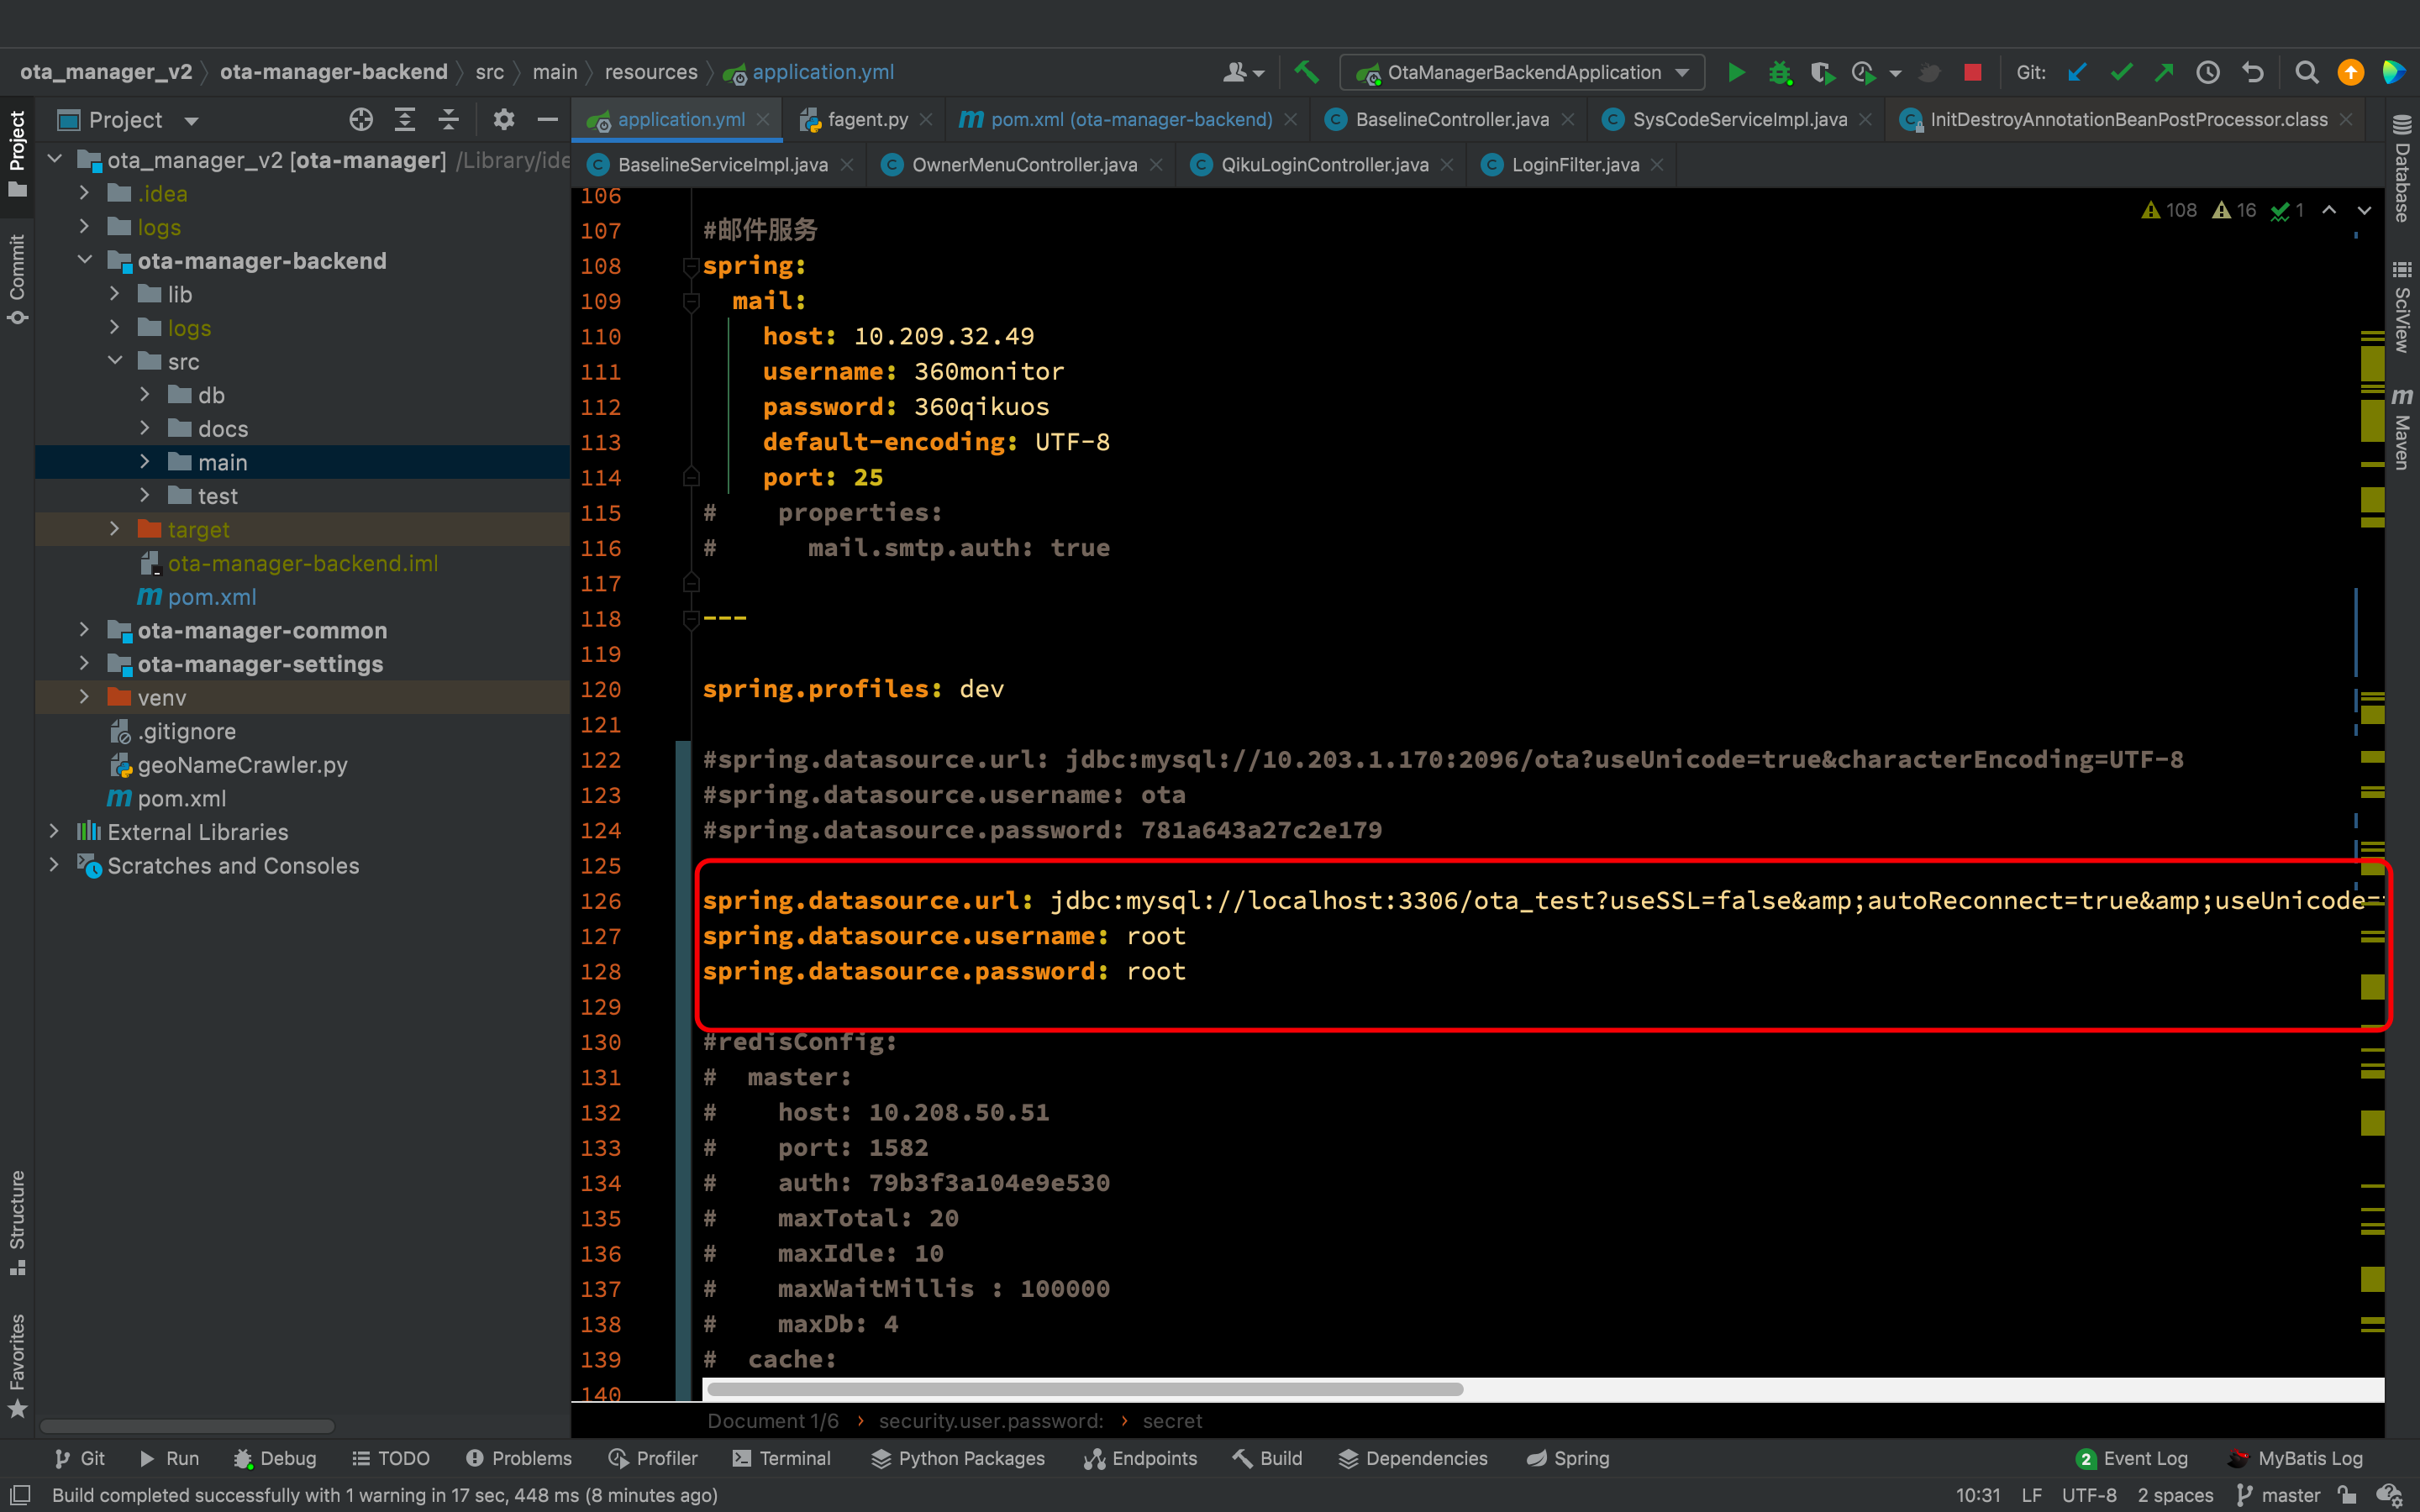 ota_manager_v2 ota-manager-backend src main resources application.yml OtaManagerBackendApplication Git:
Project
application.yml fagent.py pom.xml (ota-manager-backend) BaselineController.java SysCodeServiceImpl.java InitDestroyAnnotationBeanPostProcessor.class
BaselineServiceImpl.java OwnerMenuController.java QikuLoginController.java LoginFilter.java
108 16 1
Project
Commit
Structure
Favorites
ota_manager_v2 [ota-manager] /Library/ide
.idea
logs
ota-manager-backend
lib
logs
src
db
docs
main
test
target
ota-manager-backend.iml
pom.xml
ota-manager-common
ota-manager-settings
venv
.gitignore
geoNameCrawler.py
pom.xml
External Libraries
Scratches and Consoles
106
107 #邮件服务
108 spring:
109 mail:
110 host: 10.209.32.49
111 username: 360monitor
112 password: 360qikuos
113 default-encoding: UTF-8
114 port: 25
115 # properties:
116 # mail.smtp.auth: true
117
118 ---
119
120 spring.profiles: dev
121
122 #spring.datasource.url: jdbc:mysql://10.203.1.170:2096/ota?useUnicode=true&characterEncoding=UTF-8
123 #spring.datasource.username: ota
124 #spring.datasource.password: 781a643a27c2e179
125
126 spring.datasource.url: jdbc:mysql://localhost:3306/ota_test?useSSL=false&amp;autoReconnect=true&amp;useUnicode=
127 spring.datasource.username: root
128 spring.datasource.password: root
129
130 #redisConfig:
131 # master:
132 # host: 10.208.50.51
133 # port: 1582
134 # auth: 79b3f3a104e9e530
135 # maxTotal: 20
136 # maxIdle: 10
137 # maxWaitMillis : 100000
138 # maxDb: 4
139 # cache:
140
Document 1/6 › security.user.password: › secret
Database
SciView
Maven
Git Run Debug TODO Problems Profiler Terminal Python Packages Endpoints Build Dependencies Spring 2 Event Log MyBatis Log
Build completed successfully with 1 warning in 17 sec, 448 ms (8 minutes ago) 10:31 LF UTF-8 2 spaces master